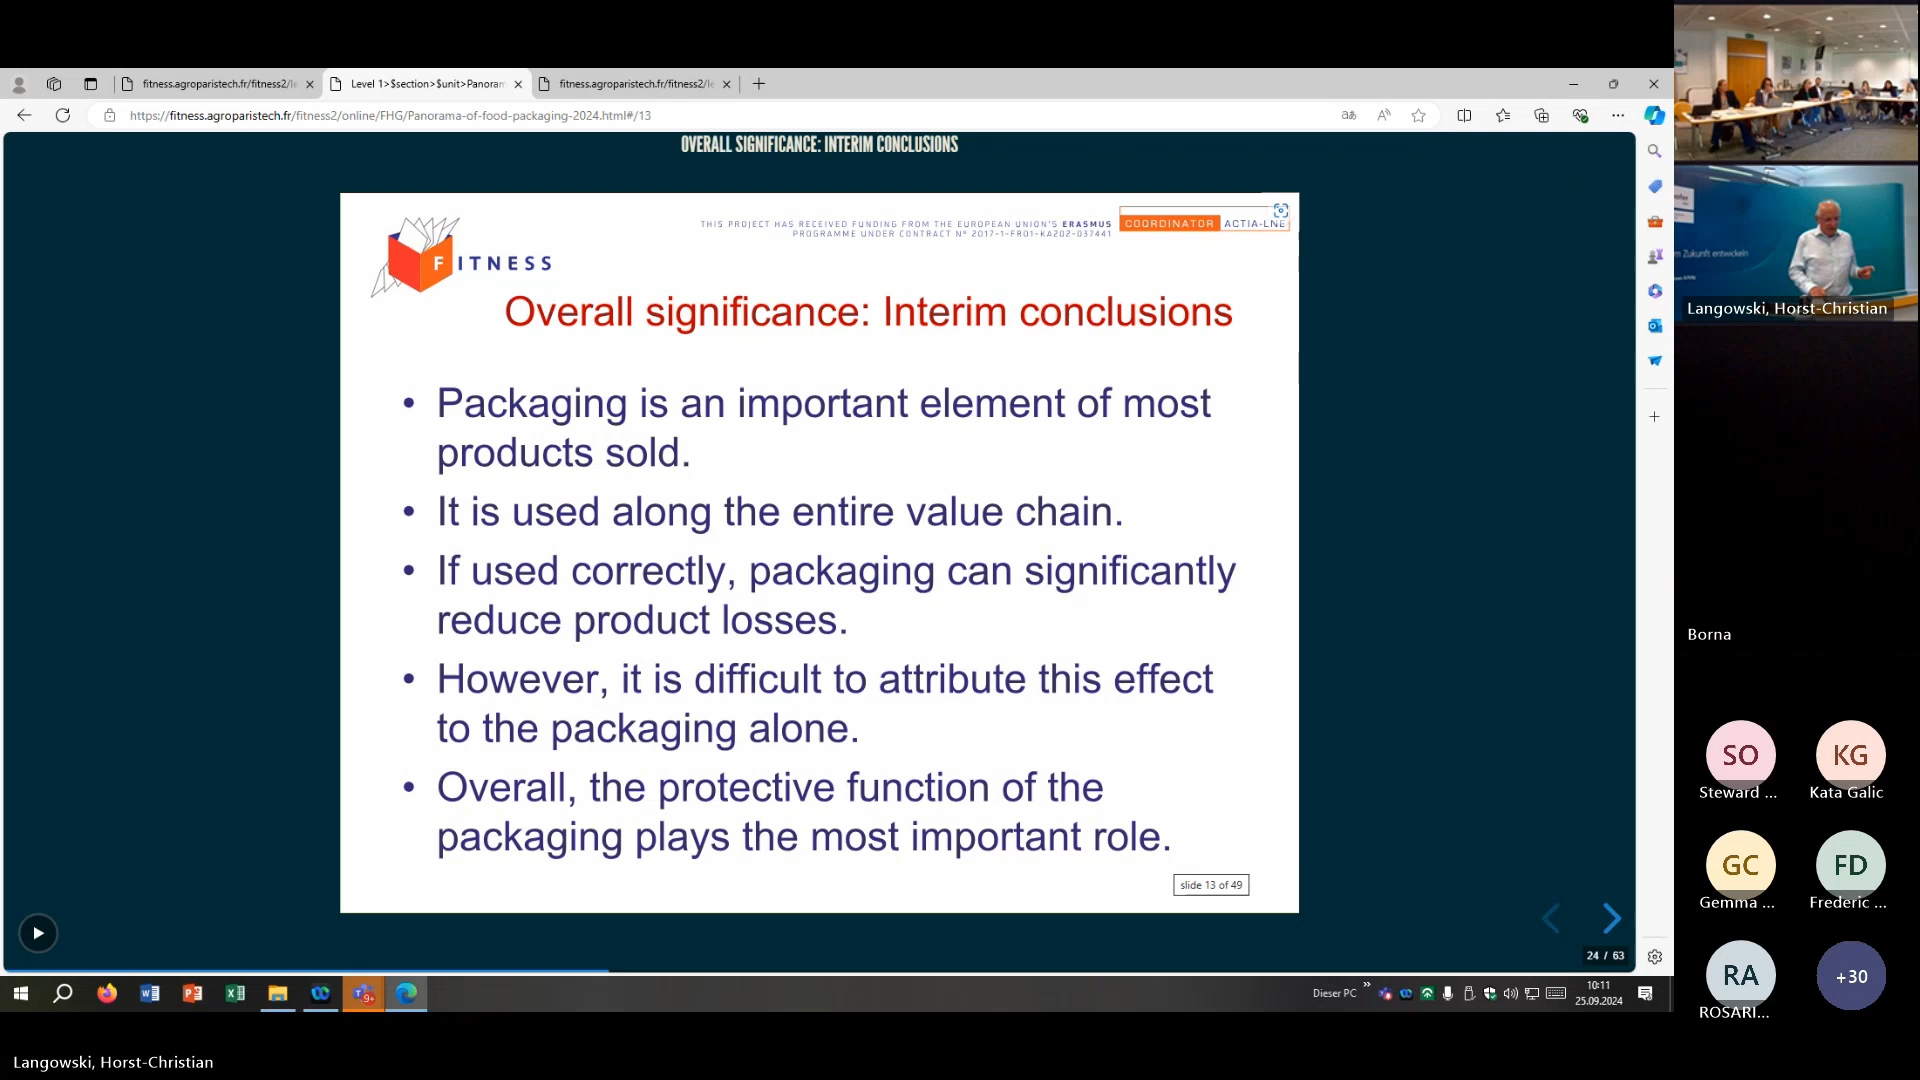 fitness.agroparistech.fr/fitness2/le
Level 1>$section>$unit>Panoram
fitness.agroparistech.fr/fitness2/le
https://fitness.agroparistech.fr/fitness2/online/FHG/Panorama-of-food-packaging-2024.html#/13
OVERALL SIGNIFICANCE: INTERIM CONCLUSIONS
THIS PROJECT HAS RECEIVED FUNDING FROM THE EUROPEAN UNION'S ERASMUS
PROGRAMME UNDER CONTRACT N° 2017-1-FR01-KA202-037441
COORDINATOR ACTIA-LNE
FITNESS
Overall significance: Interim conclusions
• Packaging is an important element of most
products sold.
• It is used along the entire value chain.
• If used correctly, packaging can significantly
reduce product losses.
• However, it is difficult to attribute this effect
to the packaging alone.
• Overall, the protective function of the
packaging plays the most important role.
slide 13 of 49
24 / 63
Dieser PC
10:11
25.09.2024
Zukunft entwickeln
Langowski, Horst-Christian
Borna
SO
Steward ...
KG
Kata Galic
GC
Gemma ...
FD
Frederic ...
RA
ROSARI...
+30
Langowski, Horst-Christian